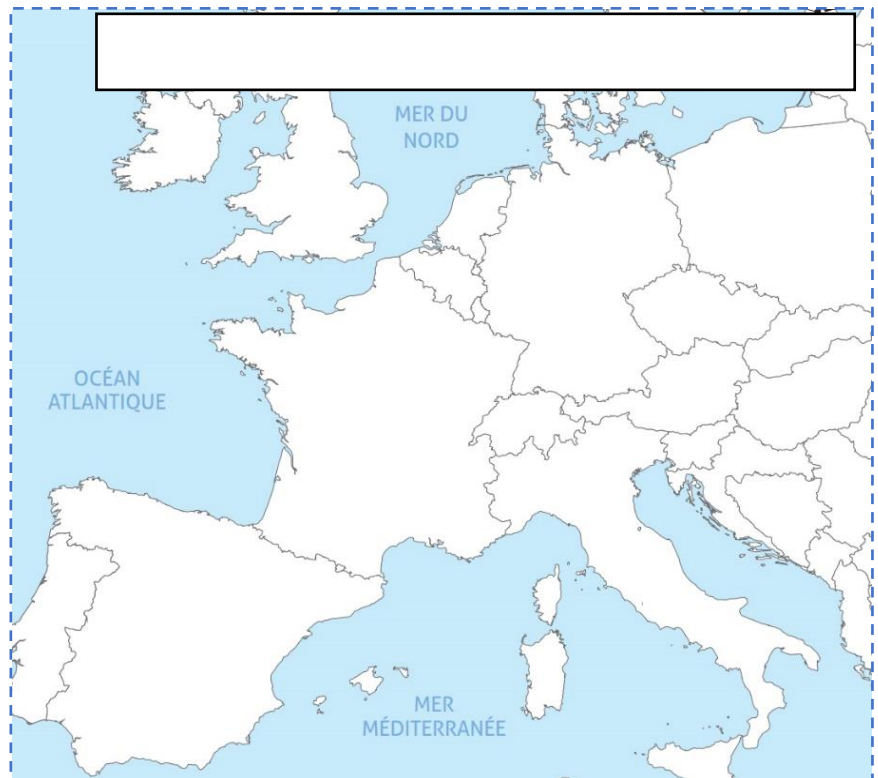 MER DU
NORD
OCÉAN
ATLANTIQUE
MER
MÉDITERRANÉE